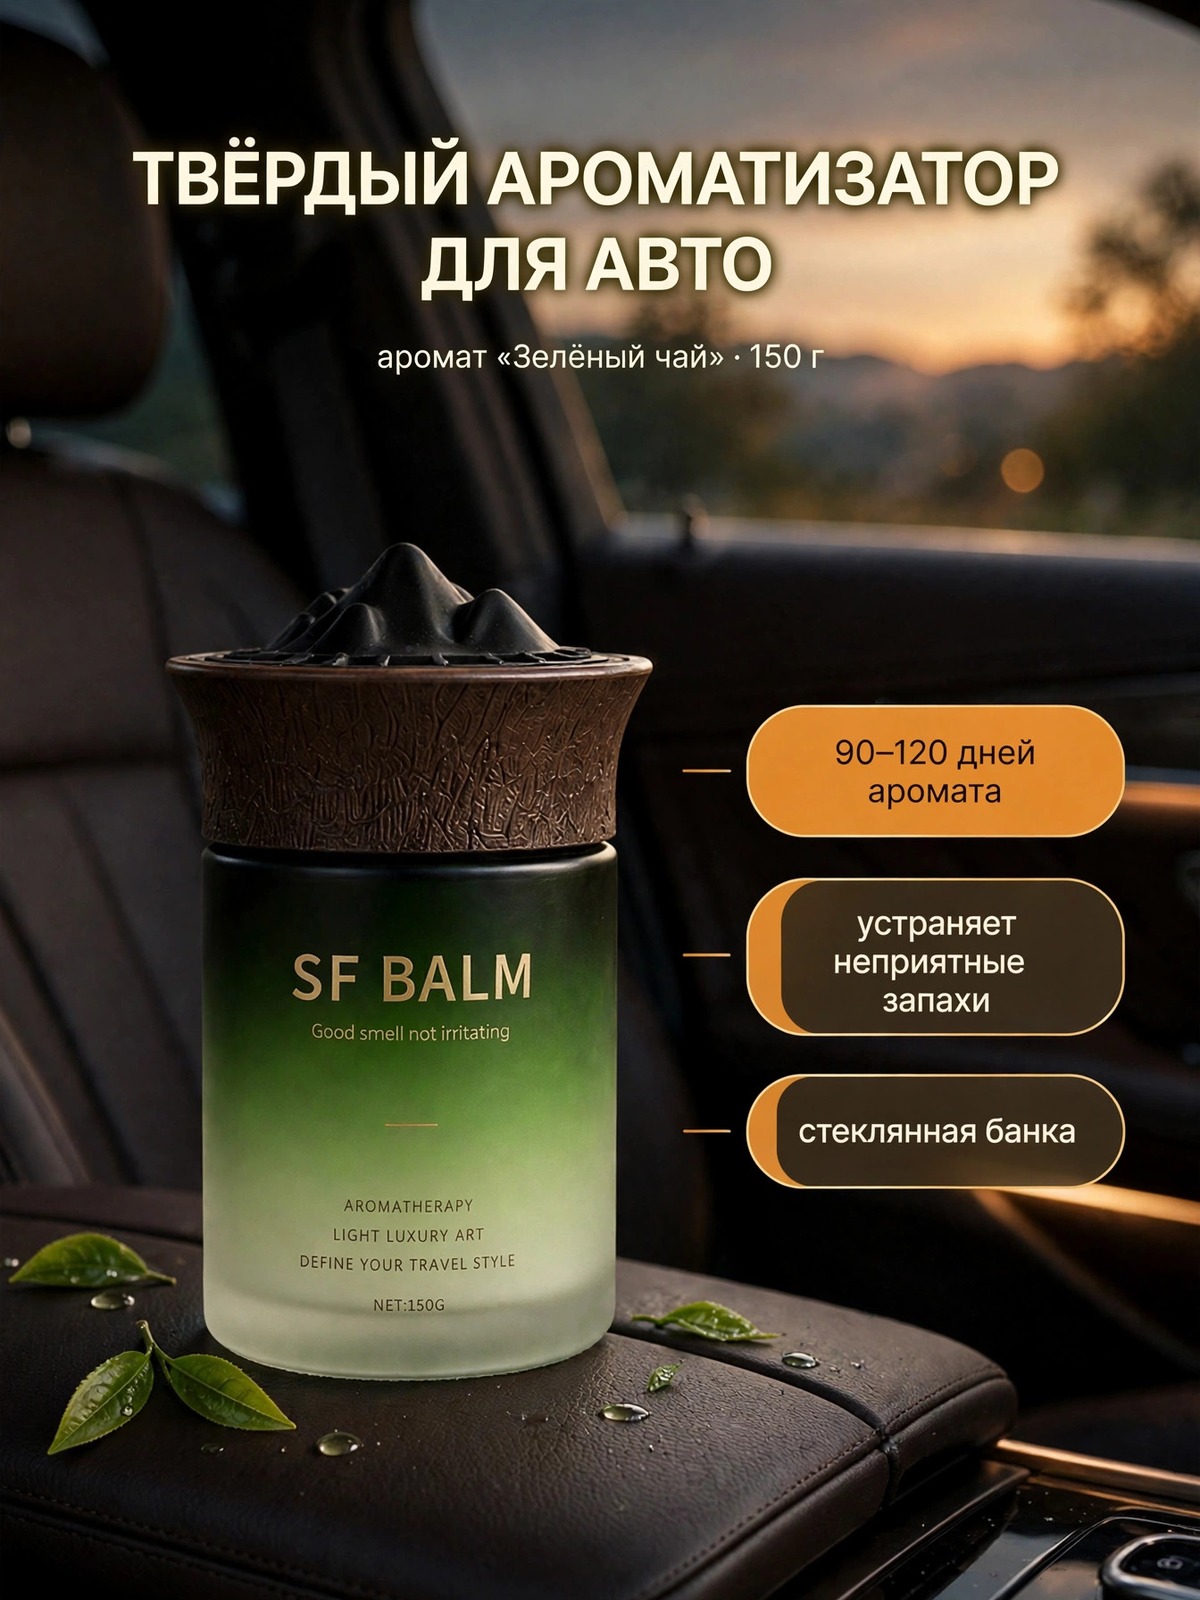 ТВЁРДЫЙ АРОМАТИЗАТОР
ДЛЯ АВТО
аромат «Зелёный чай» · 150 г
90–120 дней
аромата
устраняет
неприятные
запахи
стеклянная банка
SF BALM
Good smell not irritating
AROMATHERAPY
LIGHT LUXURY ART
DEFINE YOUR TRAVEL STYLE
NET:150G